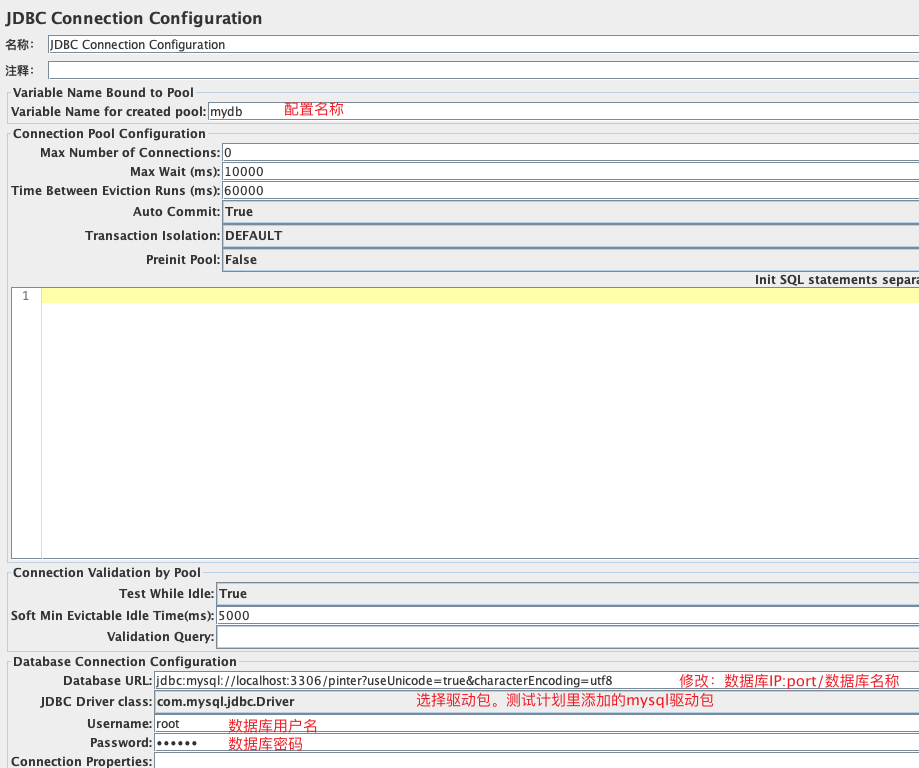 JDBC Connection Configuration
名称： JDBC Connection Configuration
注释：
Variable Name Bound to Pool
Variable Name for created pool: mydb 配置名称
Connection Pool Configuration
Max Number of Connections: 0
Max Wait (ms): 10000
Time Between Eviction Runs (ms): 60000
Auto Commit: True
Transaction Isolation: DEFAULT
Preinit Pool: False
Init SQL statements separa
1
Connection Validation by Pool
Test While Idle: True
Soft Min Evictable Idle Time(ms): 5000
Validation Query:
Database Connection Configuration
Database URL: jdbc:mysql://localhost:3306/pinter?useUnicode=true&characterEncoding=utf8 修改：数据库IP:port/数据库名称
JDBC Driver class: com.mysql.jdbc.Driver 选择驱动包。测试计划里添加的mysql驱动包
Username: root 数据库用户名
Password: •••••• 数据库密码
Connection Properties: